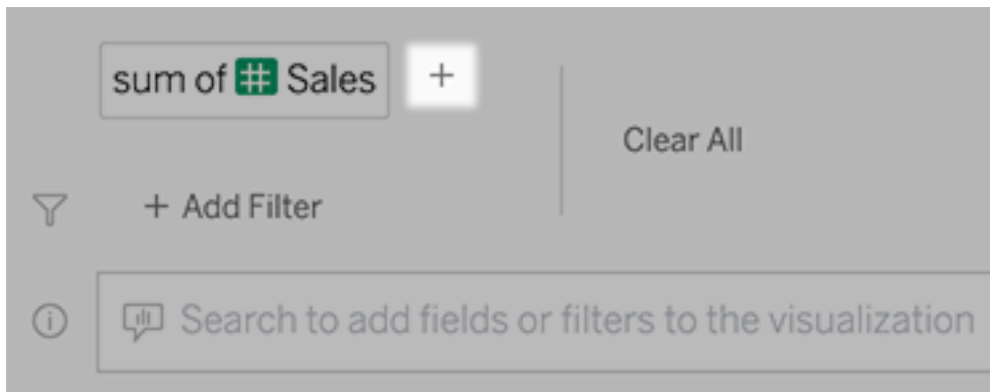 sum of # Sales +
Clear All
+ Add Filter
Search to add fields or filters to the visualization